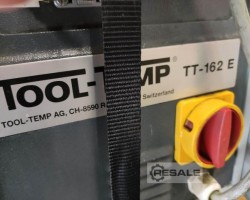 TOOL-T MP TT-162 E
TOOL-TEMP AG, CH-8590 R Switzerland
RESALE